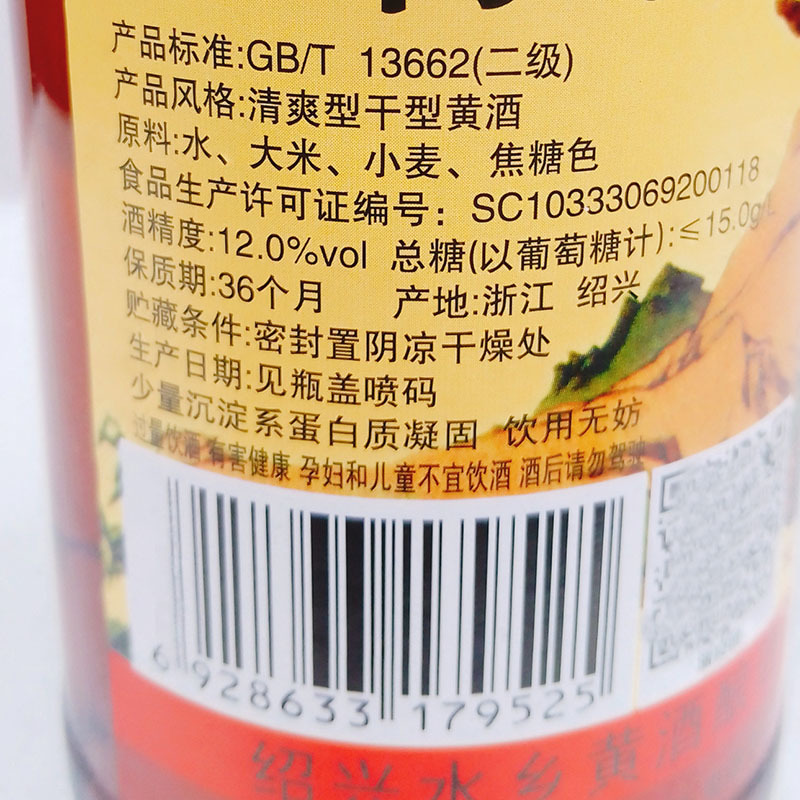 产品标准:GB/T 13662(二级)
产品风格:清爽型干型黄酒
原料:水、大米、小麦、焦糖色
食品生产许可证编号: SC10333069200118
酒精度:12.0%vol 总糖(以葡萄糖计):≤15.0g/L
保质期:36个月 产地:浙江 绍兴
贮藏条件:密封置阴凉干燥处
生产日期:见瓶盖喷码
少量沉淀系蛋白质凝固 饮用无妨
过量饮酒 有害健康 孕妇和儿童不宜饮酒 酒后请勿驾驶
6 928633 179525
绍兴水乡黄酒